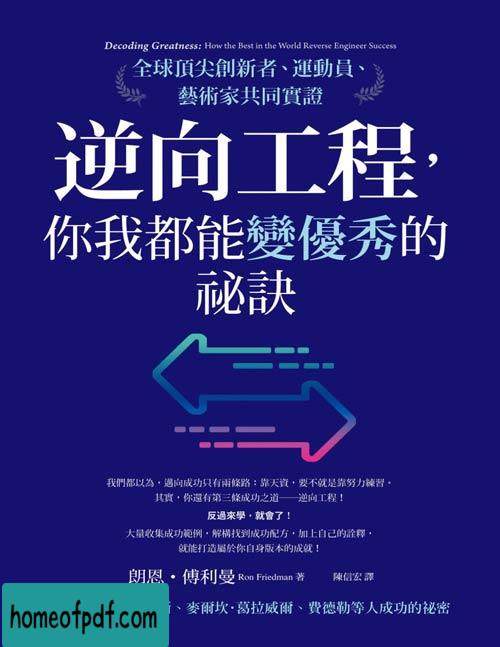 Decoding Greatness: How the Best in the World Reverse Engineer Success
全球頂尖創新者、運動員、
藝術家共同實證
逆向工程，
你我都能變優秀的
祕訣
我們都以為，邁向成功只有兩條路：靠天資，要不就是靠努力練習。
其實，你還有第三條成功之道──逆向工程！
反過來學，就會了！
大量收集成功範例，解構找到成功配方，加上自己的詮釋，
就能打造屬於你自身版本的成就！
朗恩・傅利曼 Ron Friedman 著 陳信宏 譯
、麥爾坎・葛拉威爾、費德勒等人成功的祕密
homeofpdf.com